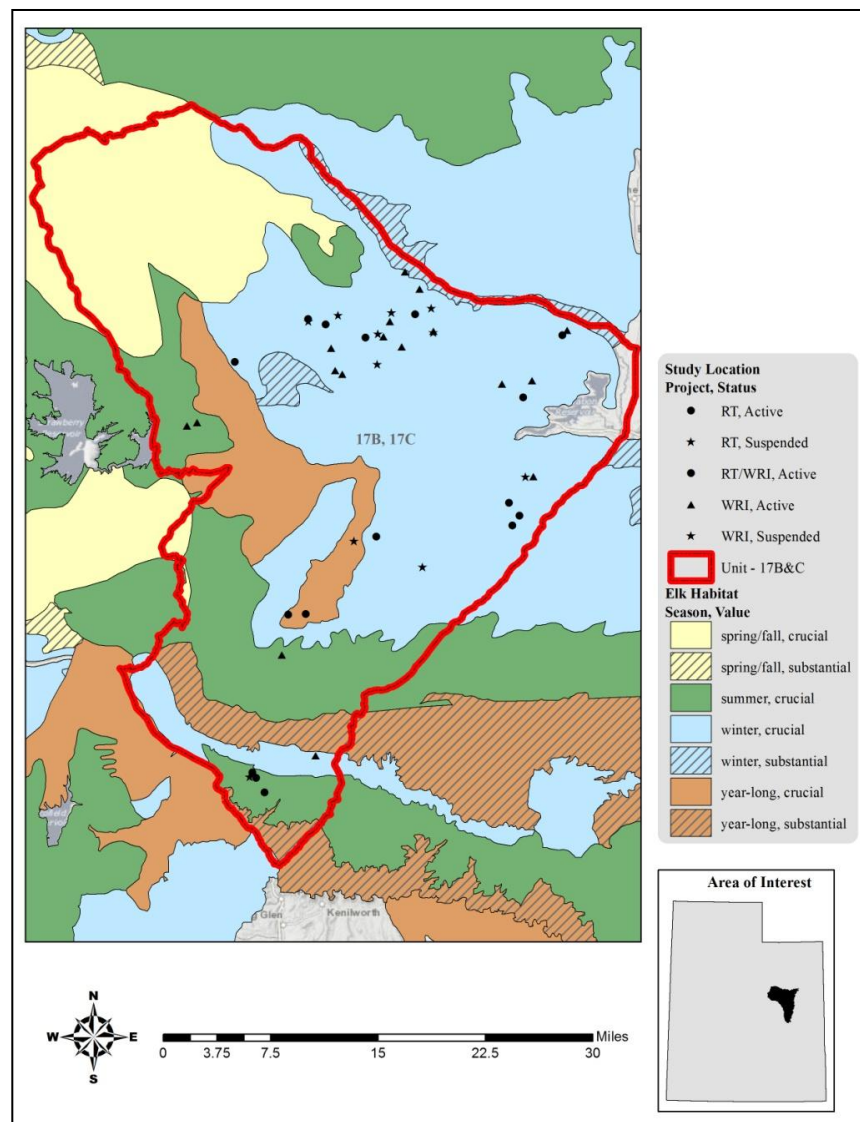 17B, 17C
Kenilworth
Glen
Study Location
Project, Status
RT, Active
RT, Suspended
RT/WRI, Active
WRI, Active
WRI, Suspended
Unit - 17B&C
Elk Habitat
Season, Value
spring/fall, crucial
spring/fall, substantial
summer, crucial
winter, crucial
winter, substantial
year-long, crucial
year-long, substantial
Area of Interest
N
W E
S
Miles
0 3.75 7.5 15 22.5 30